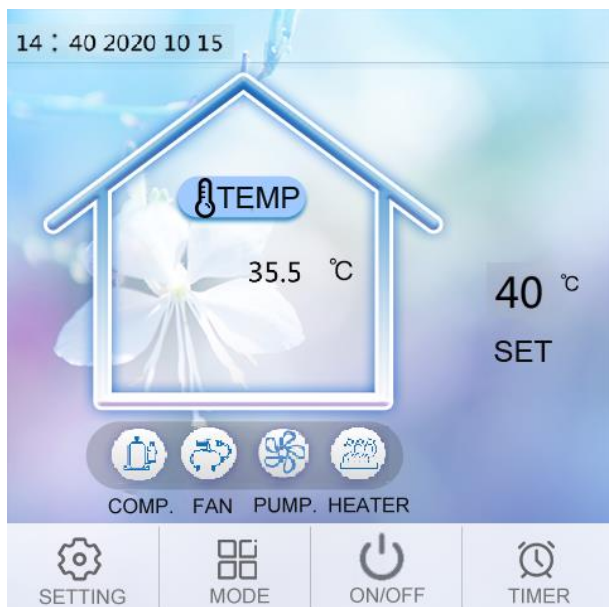 14：40 2020 10 15
TEMP
35.5 ℃
40 ℃
SET
COMP. FAN PUMP. HEATER
SETTING MODE ON/OFF TIMER